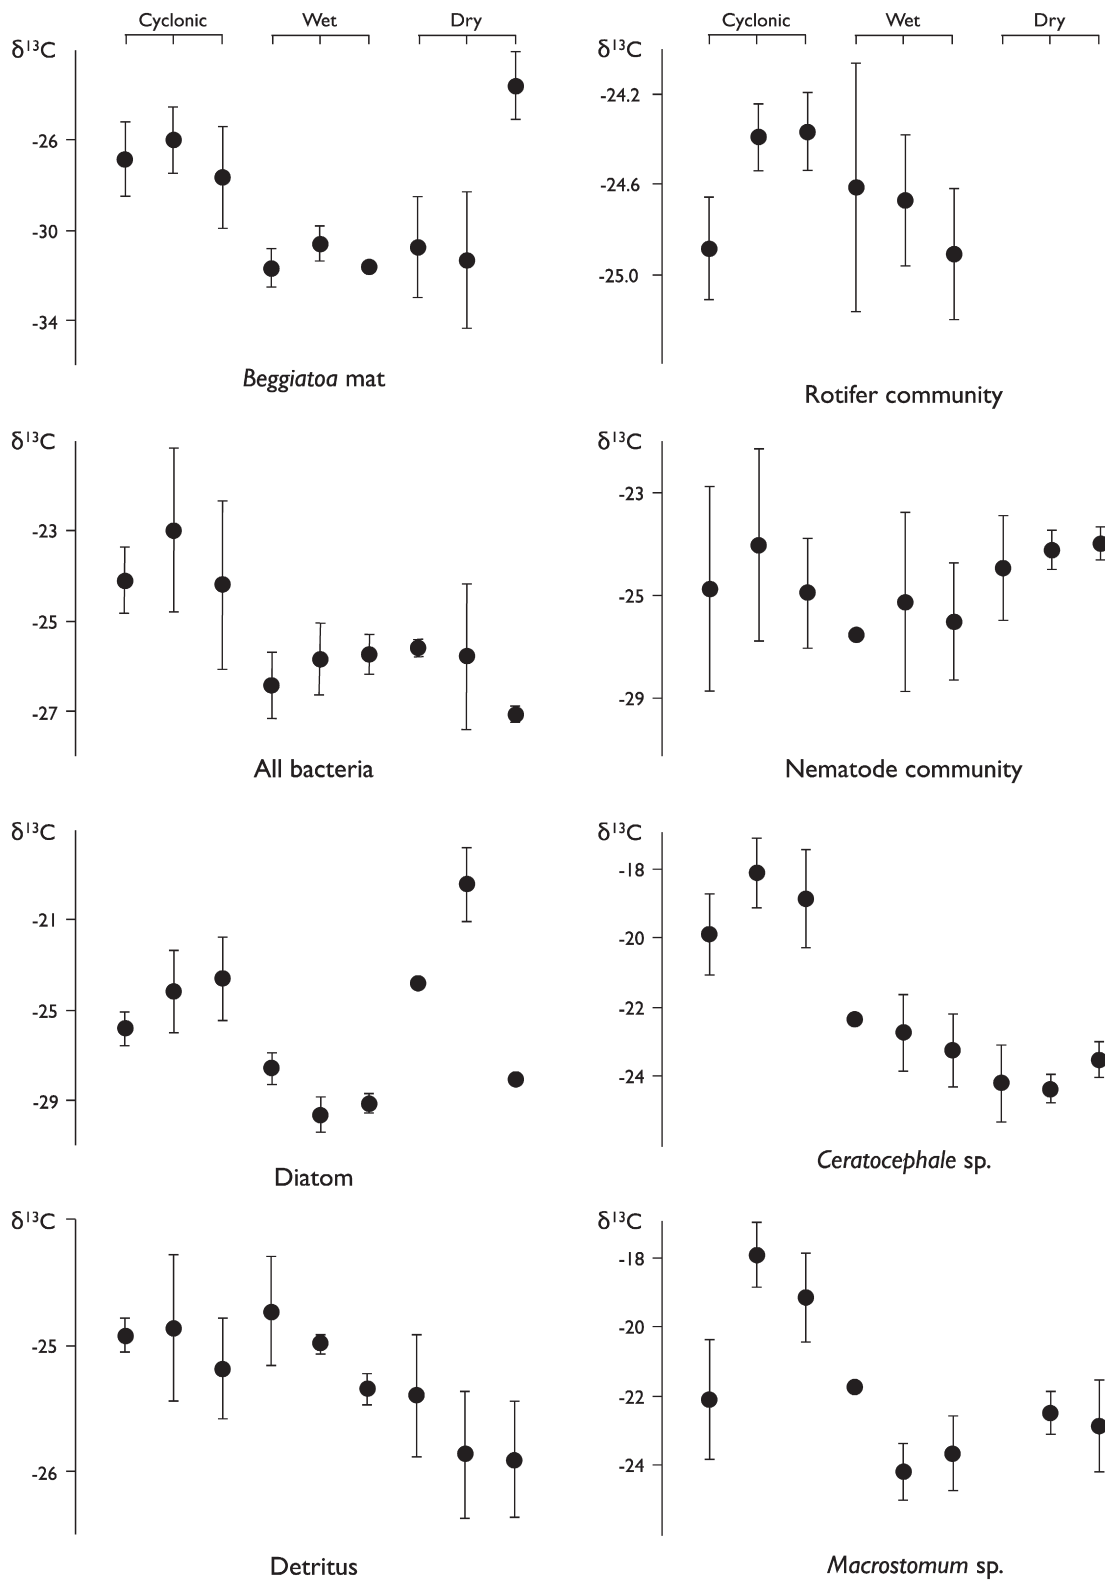 Cyclonic Wet Dry
δ¹³C
-26
-30
-34
Beggiatoa mat
Cyclonic Wet Dry
δ¹³C
-24.2
-24.6
-25.0
Rotifer community
δ¹³C
-23
-25
-27
All bacteria
δ¹³C
-23
-25
-29
Nematode community
δ¹³C
-21
-25
-29
Diatom
δ¹³C
-18
-20
-22
-24
Ceratocephale sp.
δ¹³C
-25
-26
Detritus
δ¹³C
-18
-20
-22
-24
Macrostomum sp.